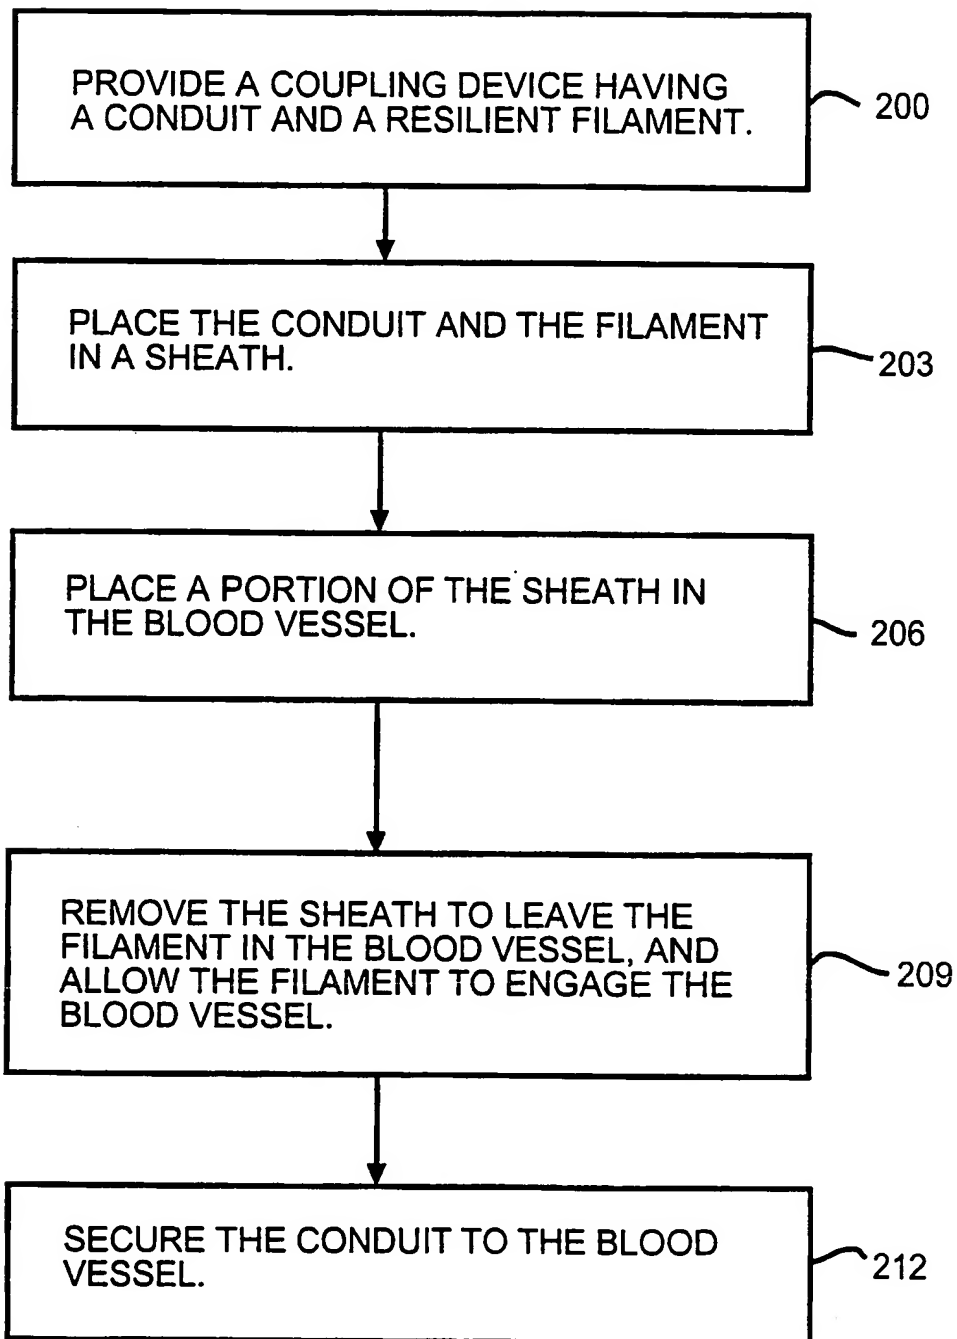 PROVIDE A COUPLING DEVICE HAVING
A CONDUIT AND A RESILIENT FILAMENT.
200
PLACE THE CONDUIT AND THE FILAMENT
IN A SHEATH.
203
PLACE A PORTION OF THE SHEATH IN
THE BLOOD VESSEL.
206
REMOVE THE SHEATH TO LEAVE THE
FILAMENT IN THE BLOOD VESSEL, AND
ALLOW THE FILAMENT TO ENGAGE THE
BLOOD VESSEL.
209
SECURE THE CONDUIT TO THE BLOOD
VESSEL.
212